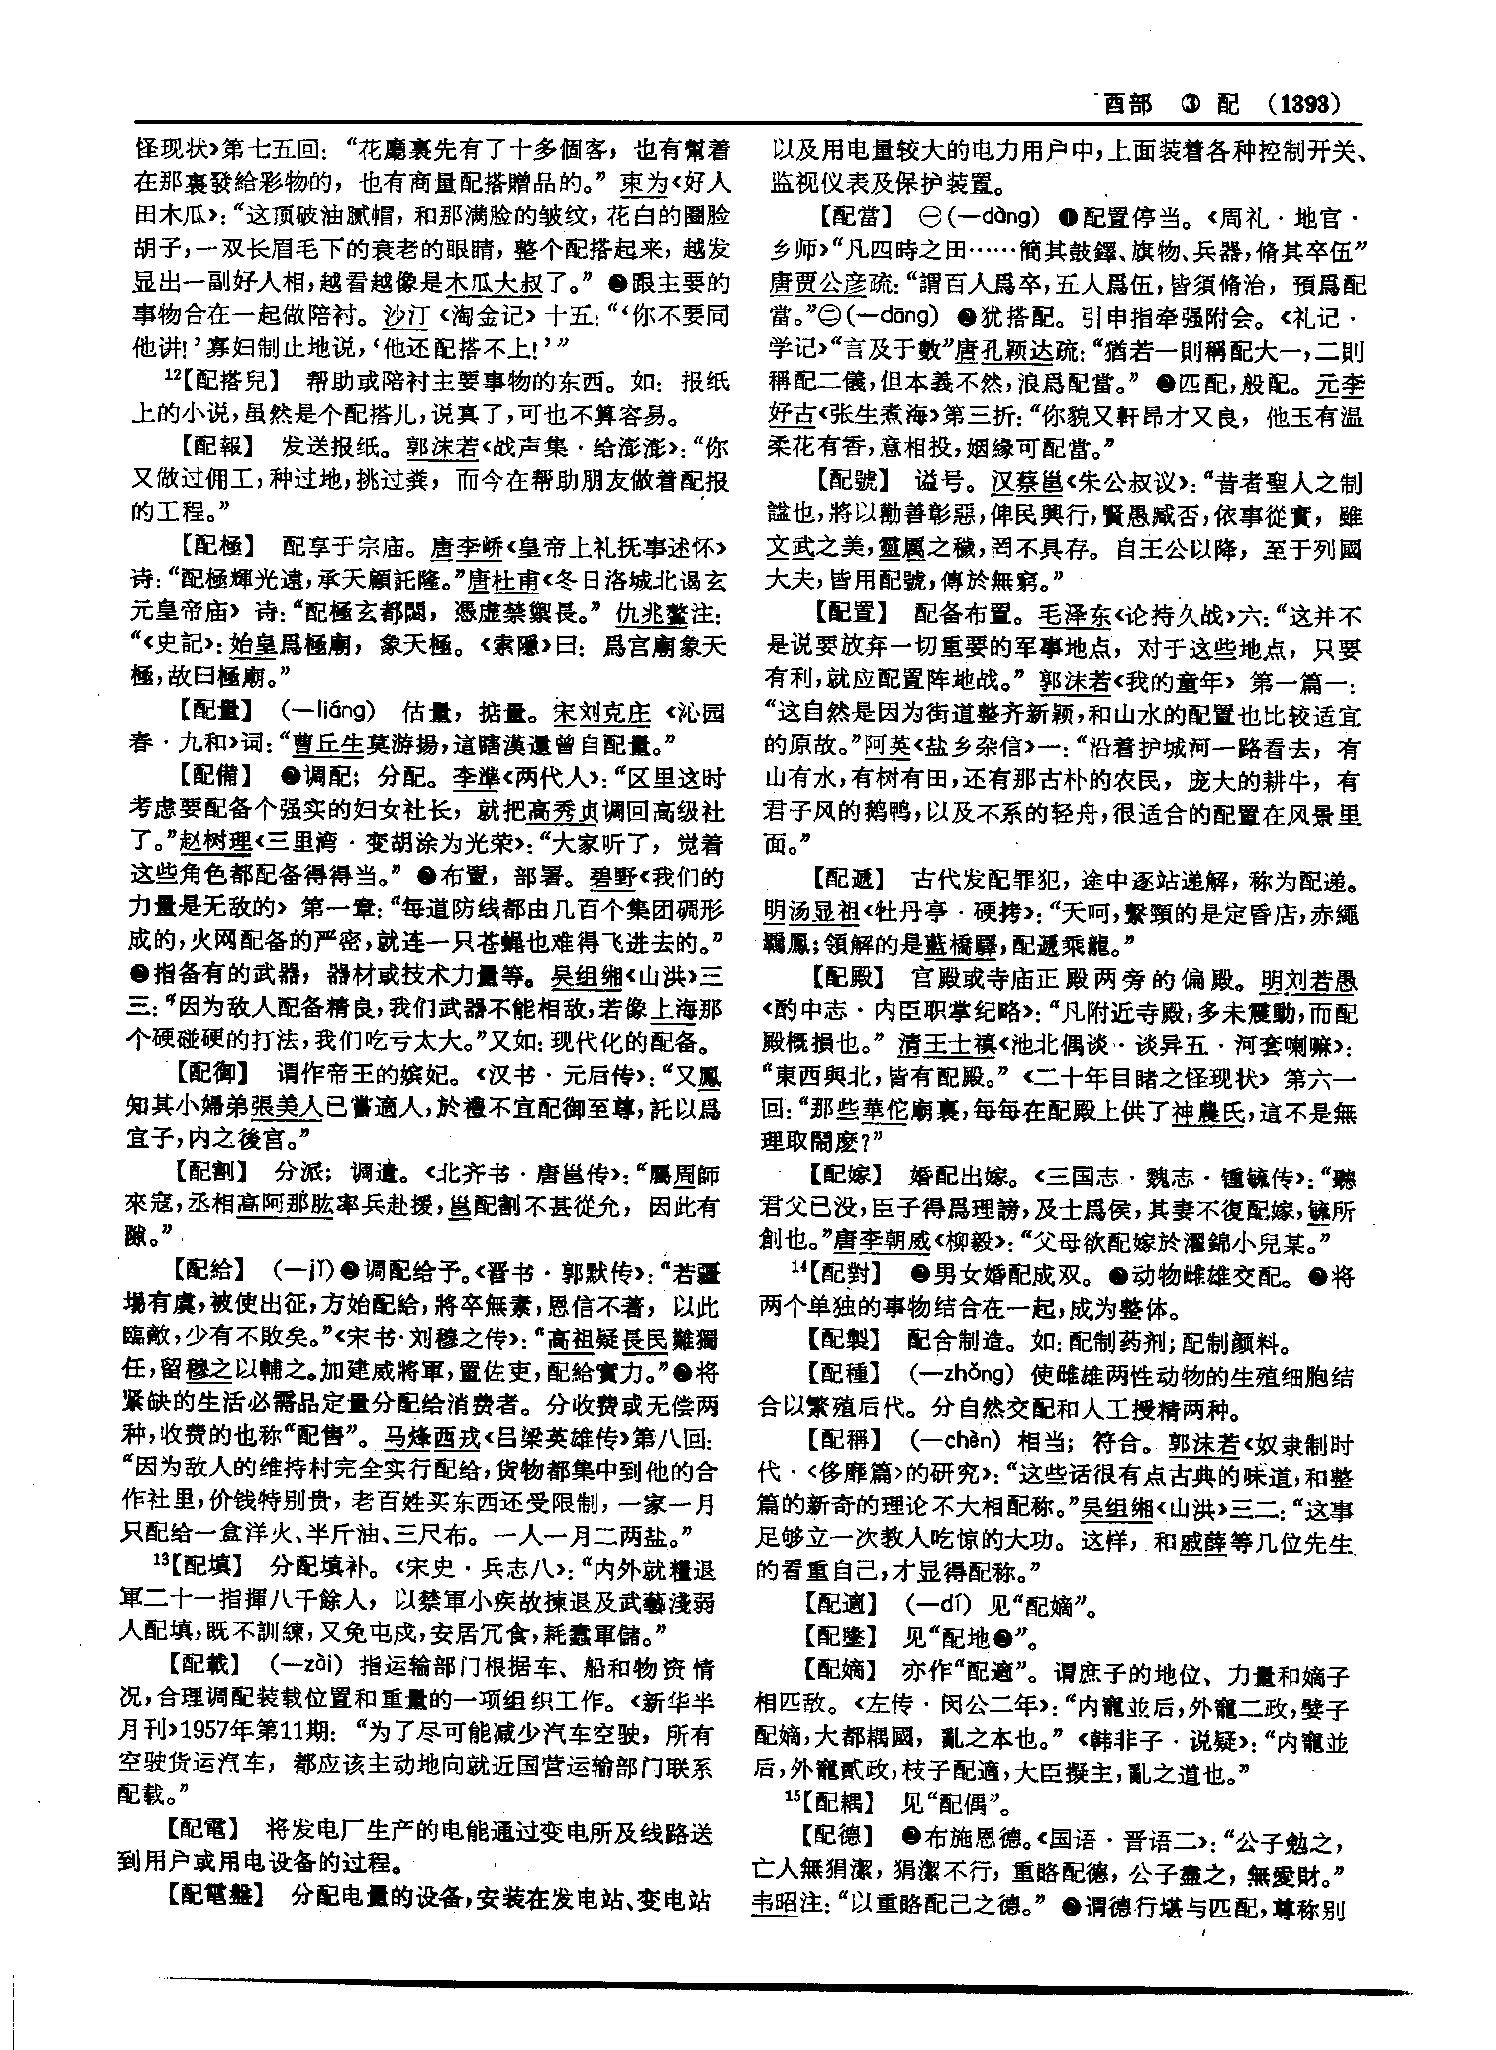 酉部 ③ 配 （1393）
怪现状》第七五回：“花廳裏先有了十多個客，也有幫着
在那裏發給彩物的，也有商量配搭贈品的。”束为《好人
田木瓜》：“这顶破油腻帽，和那满脸的皱纹，花白的圈脸
胡子，一双长眉毛下的衰老的眼睛，整个配搭起来，越发
显出一副好人相，越看越像是木瓜大叔了。”❷跟主要的
事物合在一起做陪衬。沙汀《淘金记》十五：“‘你不要同
他讲！’寡妇制止地说，‘他还配搭不上！’”
12【配搭兒】 帮助或陪衬主要事物的东西。如：报纸
上的小说，虽然是个配搭儿，说真了，可也不算容易。
【配報】 发送报纸。郭沫若《战声集·给澎澎》：“你
又做过佣工，种过地，挑过粪，而今在帮助朋友做着配报
的工程。”
【配極】 配享于宗庙。唐李峤《皇帝上礼抚事述怀》
诗：“配極輝光遠，承天顧託隆。”唐杜甫《冬日洛城北谒玄
元皇帝庙》诗：“配極玄都閟，憑虚禁籞長。”仇兆鳌注：
“《史記》：始皇爲極廟，象天極。《索隱》曰：爲宫廟象天
極，故曰極廟。”
【配量】 （—liáng） 估量，掂量。宋刘克庄《沁园
春·九和》词：“曹丘生莫游揚，這瞎漢還曾自配量。”
【配備】 ❶调配；分配。李準《两代人》：“区里这时
考虑要配备个强实的妇女社长，就把高秀贞调回高级社
了。”赵树理《三里湾·变胡涂为光荣》：“大家听了，觉着
这些角色都配备得得当。”❷布置，部署。碧野《我们的
力量是无敌的》第一章：“每道防线都由几百个集团碉形
成的，火网配备的严密，就连一只苍蝇也难得飞进去的。”
❸指备有的武器，器材或技术力量等。吴组缃《山洪》三
三：“因为敌人配备精良，我们武器不能相敌，若像上海那
个硬碰硬的打法，我们吃亏太大。”又如：现代化的配备。
【配御】 谓作帝王的嫔妃。《汉书·元后传》：“又鳳
知其小婦弟張美人已嘗適人，於禮不宜配御至尊，託以爲
宜子，内之後宫。”
【配割】 分派；调遣。《北齐书·唐邕传》：“屬周師
來寇，丞相高阿那肱率兵赴援，邕配割不甚從允，因此有
隙。”
【配給】 （—jǐ）❶调配给予。《晋书·郭默传》：“若疆
場有虞，被使出征，方始配給，將卒無素，恩信不著，以此
臨敵，少有不敗矣。”《宋书·刘穆之传》：“高祖疑長民難獨
任，留穆之以輔之。加建威將軍，置佐吏，配給實力。”❷将
紧缺的生活必需品定量分配给消费者。分收费或无偿两
种，收费的也称“配售”。马烽西戎《吕梁英雄传》第八回：
“因为敌人的维持村完全实行配给，货物都集中到他的合
作社里，价钱特别贵，老百姓买东西还受限制，一家一月
只配给一盒洋火、半斤油、三尺布。一人一月二两盐。”
13【配填】 分配填补。《宋史·兵志八》：“内外就糧退
軍二十一指揮八千餘人，以禁軍小疾故揀退及武藝淺弱
人配填，既不訓練，又免屯戍，安居冗食，耗蠹軍儲。”
【配載】 （—zài）指运输部门根据车、船和物资情
况，合理调配装载位置和重量的一项组织工作。《新华半
月刊》1957年第11期：“为了尽可能减少汽车空驶，所有
空驶货运汽车，都应该主动地向就近国营运输部门联系
配载。”
【配電】 将发电厂生产的电能通过变电所及线路送
到用户或用电设备的过程。
【配電盤】 分配电量的设备，安装在发电站、变电站
以及用电量较大的电力用户中，上面装着各种控制开关、
监视仪表及保护装置。
【配當】 ㊀（—dàng）❶配置停当。《周礼·地官·
乡师》“凡四時之田……簡其鼓鐸、旗物、兵器，脩其卒伍”
唐贾公彦疏：“謂百人爲卒，五人爲伍，皆須脩治，預爲配
當。”㊁（—dāng）❶犹搭配。引申指牵强附会。《礼记·
学记》“言及于數”唐孔颖达疏：“猶若一則稱配大一，二則
稱配二儀，但本義不然，浪爲配當。”❷匹配，般配。元李
好古《张生煮海》第三折：“你貌又軒昂才又良，他玉有温
柔花有香，意相投，姻緣可配當。”
【配號】 谥号。汉蔡邕《朱公叔议》：“昔者聖人之制
謚也，將以勸善彰惡，俾民興行，賢愚臧否，依事從實，雖
文武之美，靈厲之穢，罔不具存。自王公以降，至于列國
大夫，皆用配號，傳於無窮。”
【配置】 配备布置。毛泽东《论持久战》六：“这并不
是说要放弃一切重要的军事地点，对于这些地点，只要
有利，就应配置阵地战。”郭沫若《我的童年》第一篇一：
“这自然是因为街道整齐新颖，和山水的配置也比较适宜
的原故。”阿英《盐乡杂信》一：“沿着护城河一路看去，有
山有水，有树有田，还有那古朴的农民，庞大的耕牛，有
君子风的鹅鸭，以及不系的轻舟，很适合的配置在风景里
面。”
【配遞】 古代发配罪犯，途中逐站递解，称为配递。
明汤显祖《牡丹亭·硬拷》：“天呵，繫頸的是定昏店，赤繩
羈鳳；領解的是藍橋驛，配遞乘龍。”
【配殿】 宫殿或寺庙正殿两旁的偏殿。明刘若愚
《酌中志·内臣职掌纪略》：“凡附近寺殿，多未震動，而配
殿概損也。”清王士禛《池北偶谈·谈异五·河套喇嘛》：
“東西與北，皆有配殿。”《二十年目睹之怪现状》第六一
回：“那些華佗廟裏，每每在配殿上供了神農氏，這不是無
理取鬧麽？”
【配嫁】 婚配出嫁。《三国志·魏志·锺毓传》：“聽
君父已没，臣子得爲理謗，及士爲侯，其妻不復配嫁，毓所
創也。”唐李朝威《柳毅》：“父母欲配嫁於濯錦小兒某。”
14【配對】 ❶男女婚配成双。❷动物雌雄交配。❸将
两个单独的事物结合在一起，成为整体。
【配製】 配合制造。如：配制药剂；配制颜料。
【配種】 （—zhǒng）使雌雄两性动物的生殖细胞结
合以繁殖后代。分自然交配和人工授精两种。
【配稱】 （—chèn）相当；符合。郭沫若《奴隶制时
代·〈侈靡篇〉的研究》：“这些话很有点古典的味道，和整
篇的新奇的理论不大相配称。”吴组缃《山洪》三二：“这事
足够立一次教人吃惊的大功。这样，和戚薛等几位先生
的看重自己，才显得配称。”
【配適】 （—dí）见“配嫡”。
【配墜】 见“配地❷”。
【配嫡】 亦作“配適”。谓庶子的地位、力量和嫡子
相匹敌。《左传·闵公二年》：“内寵並后，外寵二政，嬖子
配嫡，大都耦國，亂之本也。”《韩非子·说疑》：“内寵並
后，外寵貳政，枝子配適，大臣擬主，亂之道也。”
15【配耦】 见“配偶”。
【配德】 ❶布施恩德。《国语·晋语二》：“公子勉之，
亡人無狷潔，狷潔不行，重賂配德，公子盡之，無愛財。”
韦昭注：“以重賂配己之德。”❷谓德行堪与匹配，尊称别